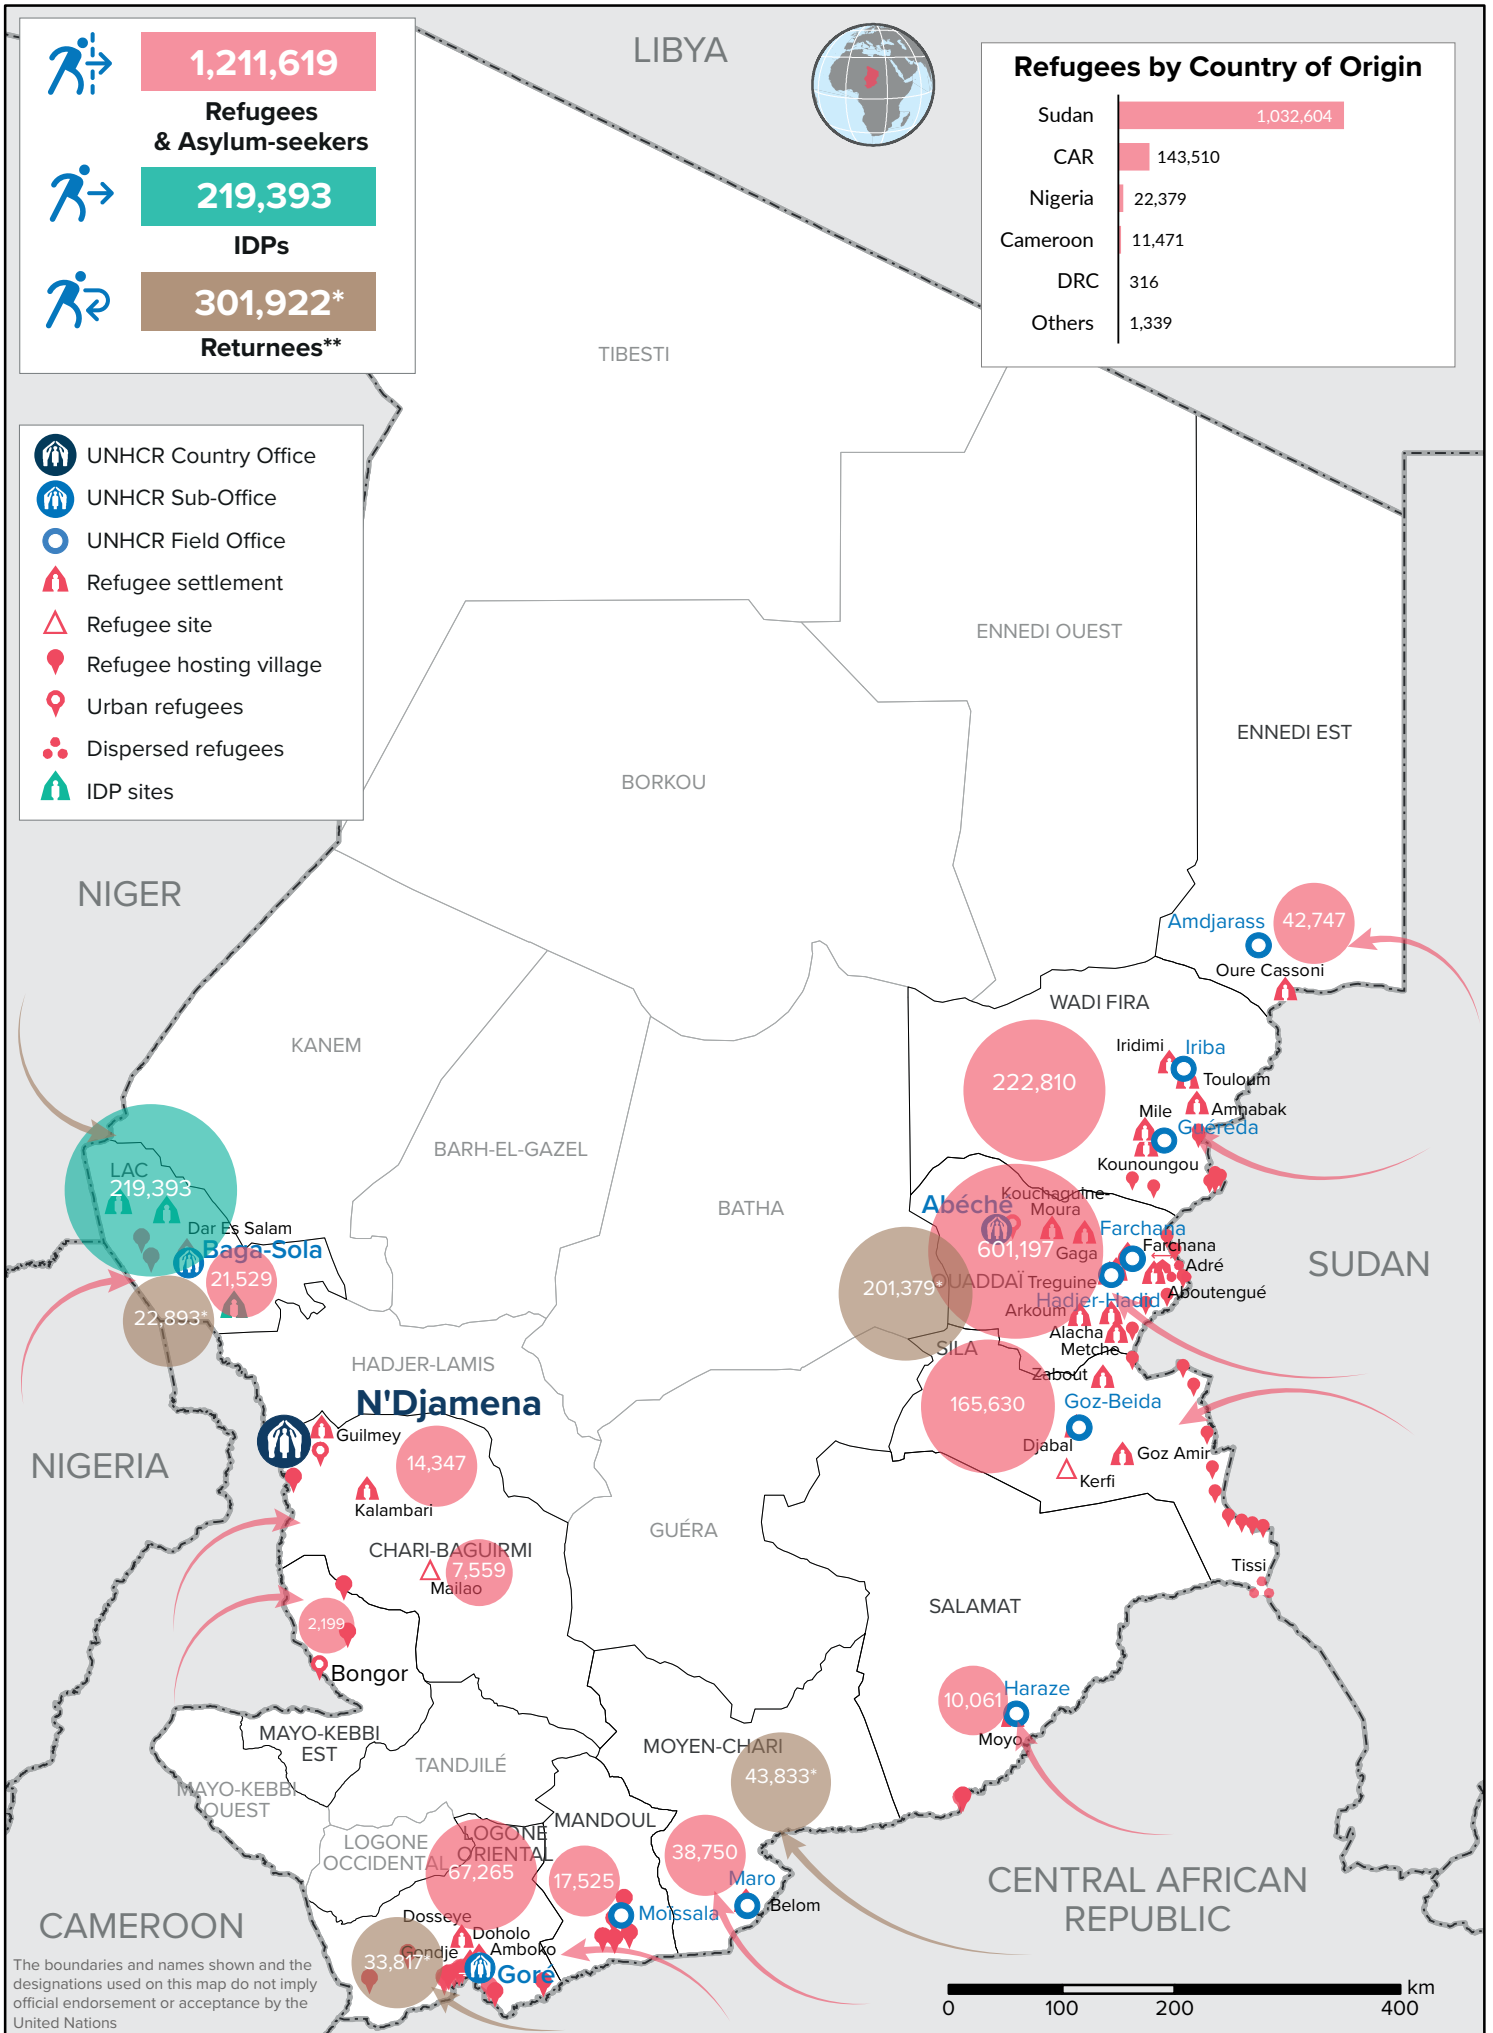 1,211,619
Refugees
& Asylum-seekers
219,393
IDPs
301,922*
Returnees**
LIBYA
Refugees by Country of Origin
Sudan 1,032,604
CAR 143,510
Nigeria 22,379
Cameroon 11,471
DRC 316
Others 1,339
UNHCR Country Office
UNHCR Sub-Office
UNHCR Field Office
Refugee settlement
Refugee site
Refugee hosting village
Urban refugees
Dispersed refugees
IDP sites
TIBESTI
ENNEDI OUEST
ENNEDI EST
BORKOU
NIGER
Amdjarass
42,747
Oure Cassoni
WADI FIRA
KANEM
Iridimi
Iriba
222,810
Touloum
Amnabak
Mile
Guéréda
BARH-EL-GAZEL
Kounoungou
LAC
219,393
BATHA
Kouchaguine-
Moura
Abéché
Dar Es Salam
Farchana
Baga-Sola
601,197
Gaga
Farchana
SUDAN
21,529
Adré
OUADDAÏ
Treguine
201,379*
Aboutengué
Hadjer-Hadid
Arkoum
22,893*
Alacha
Metche
SILA
HADJER-LAMIS
Zabout
N'Djamena
165,630
Goz-Beida
Guilmey
Djabal
Goz Amir
NIGERIA
14,347
Kerfi
Kalambari
GUÉRA
CHARI-BAGUIRMI
7,559
Mailao
Tissi
SALAMAT
2,199
Bongor
10,061
Haraze
Moyo
MAYO-KEBBI
EST
MOYEN-CHARI
TANDJILÉ
43,833*
MAYO-KEBBI
OUEST
MANDOUL
LOGONE
ORIENTAL
LOGONE
OCCIDENTAL
67,265
17,525
38,750
Maro
Belom
CENTRAL AFRICAN
REPUBLIC
Moïssala
Dosseye
CAMEROON
Doholo
Amboko
Gondje
33,817*
Goré
The boundaries and names shown and the
designations used on this map do not imply
official endorsement or acceptance by the
United Nations
km
0 100 200 400